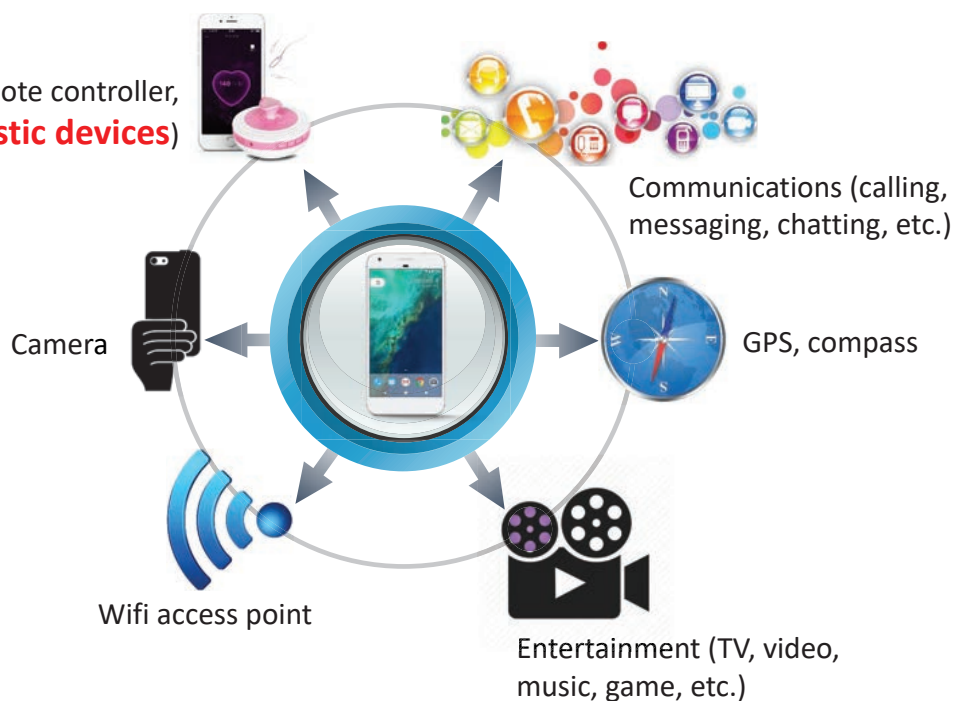 ote controller,
stic devices)
Communications (calling,
messaging, chatting, etc.)
Camera
GPS, compass
N
E
S
W
Wifi access point
Entertainment (TV, video,
music, game, etc.)